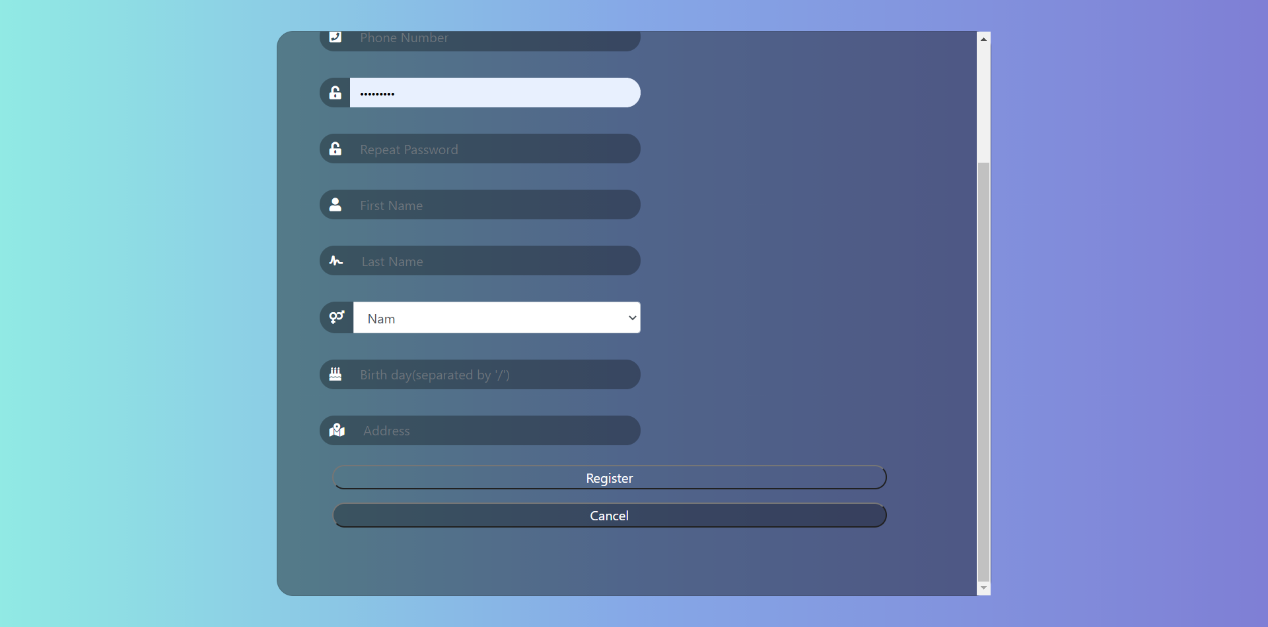 Phone Number
•••••••••
Repeat Password
First Name
Last Name
Nam
Birth day(separated by '/')
Address
Register
Cancel